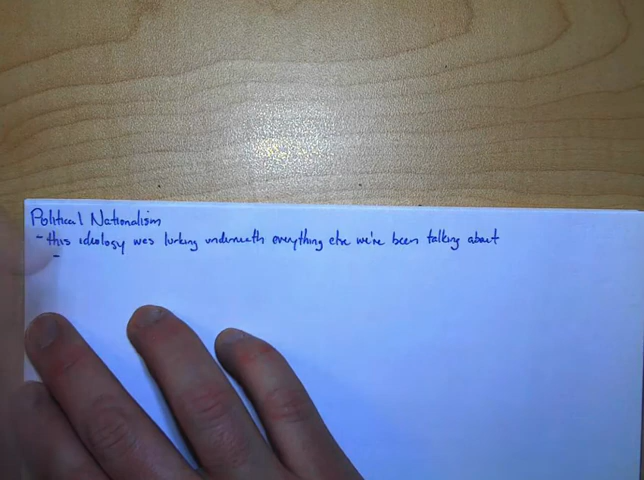 Political Nationalism
- this ideology was lurking underneath everything else we've been talking about
-